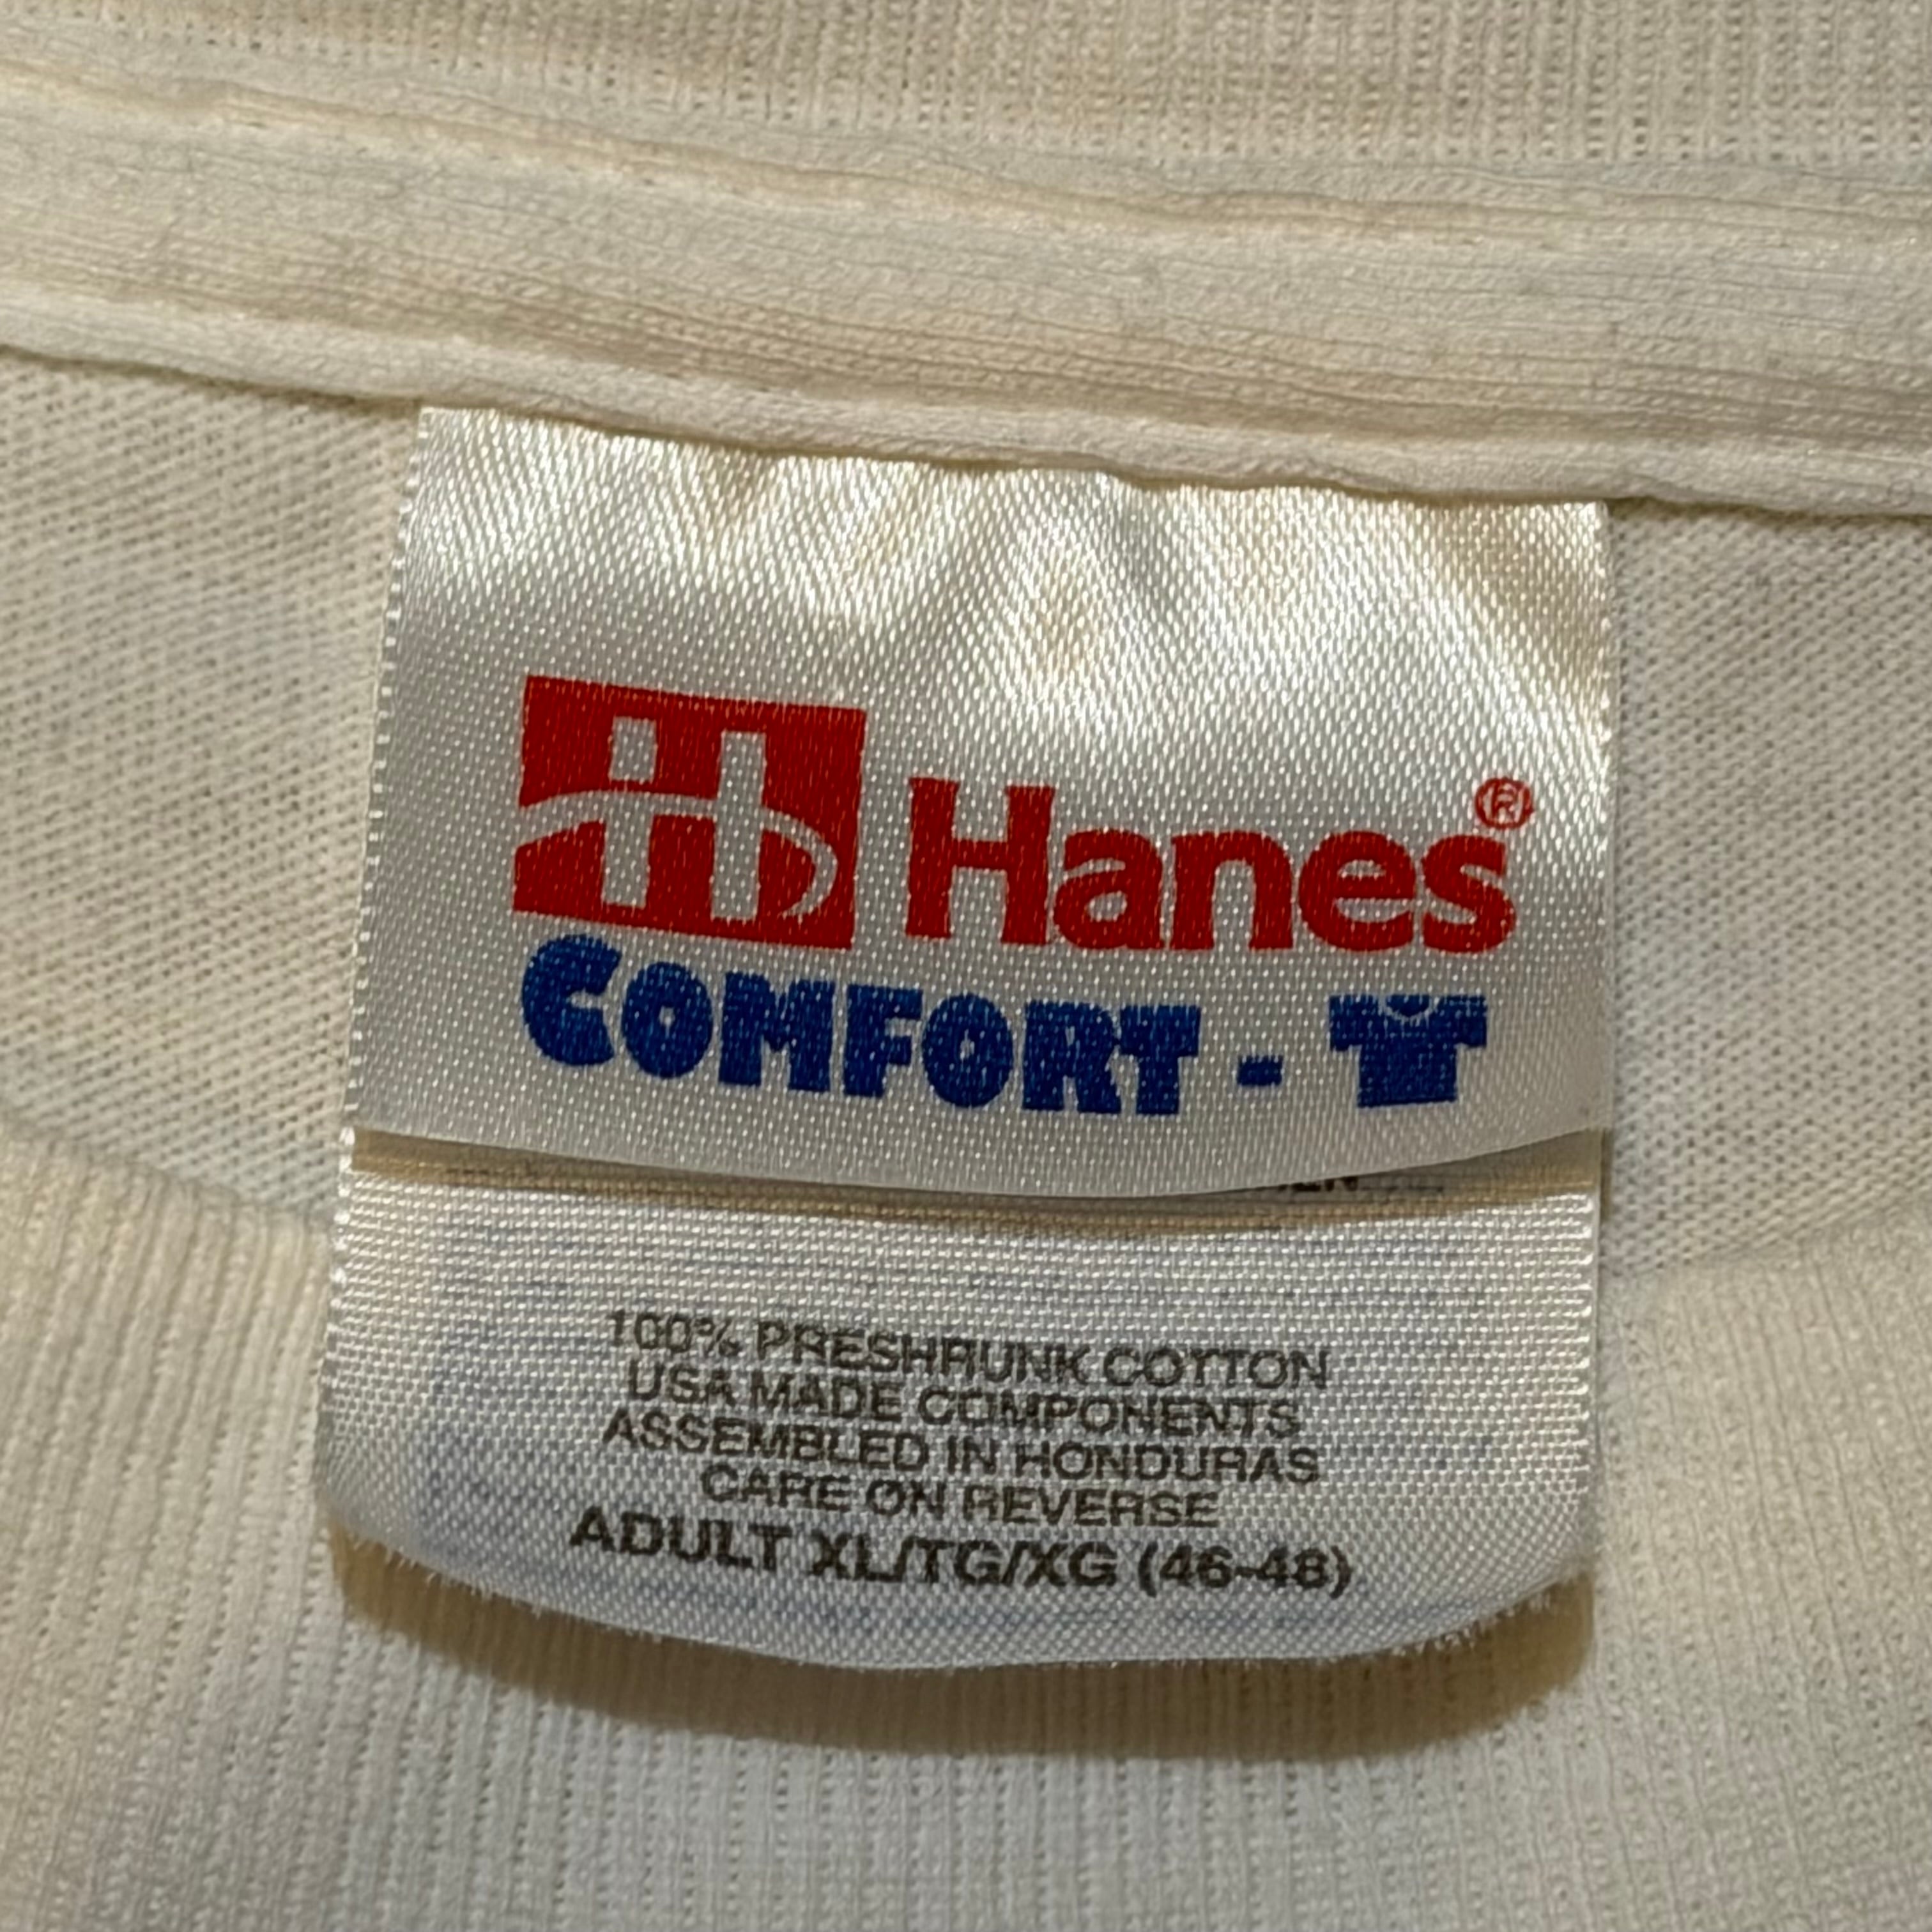 Hanes®
COMFORT -
100% PRESHRUNK COTTON
USA MADE COMPONENTS
ASSEMBLED IN HONDURAS
CARE ON REVERSE
ADULT XL/TG/XG (46-48)